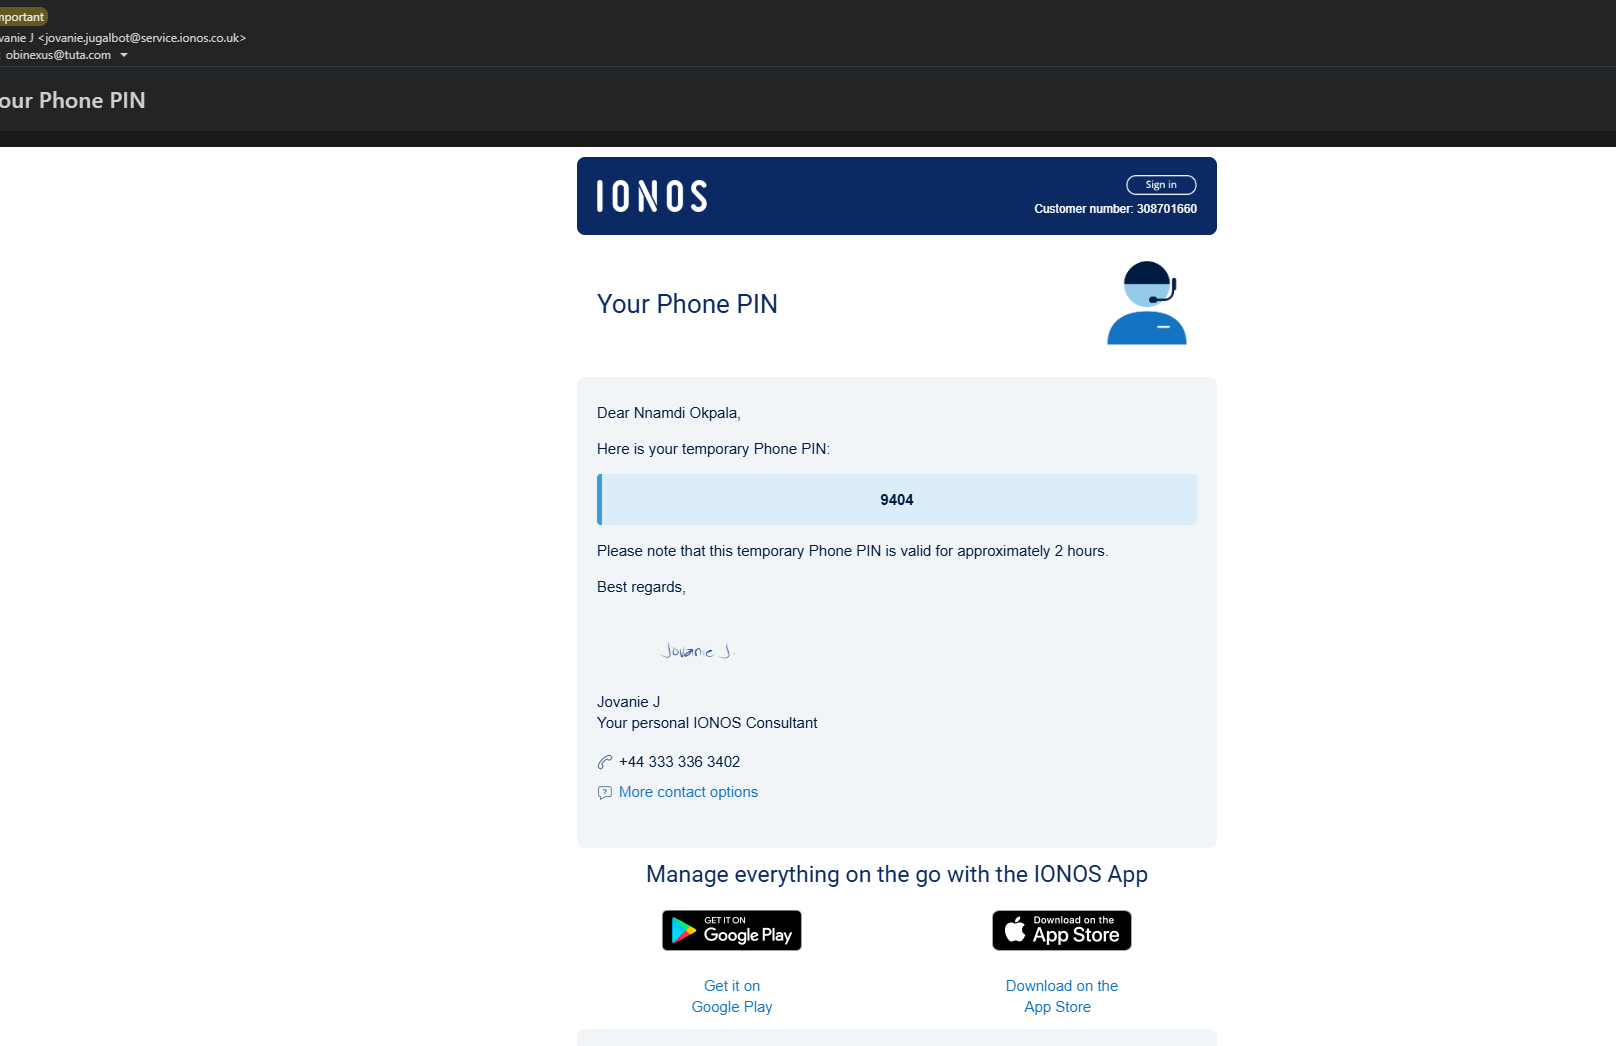 mportant
vanie J <jovanie.jugalbot@service.ionos.co.uk>
: obinexus@tuta.com
our Phone PIN
IONOS
Sign in
Customer number: 308701660
Your Phone PIN
Dear Nnamdi Okpala,
Here is your temporary Phone PIN:
9404
Please note that this temporary Phone PIN is valid for approximately 2 hours.
Best regards,
Jovanie J.
Jovanie J
Your personal IONOS Consultant
+44 333 336 3402
More contact options
Manage everything on the go with the IONOS App
GET IT ON
Google Play
Download on the
App Store
Get it on
Google Play
Download on the
App Store